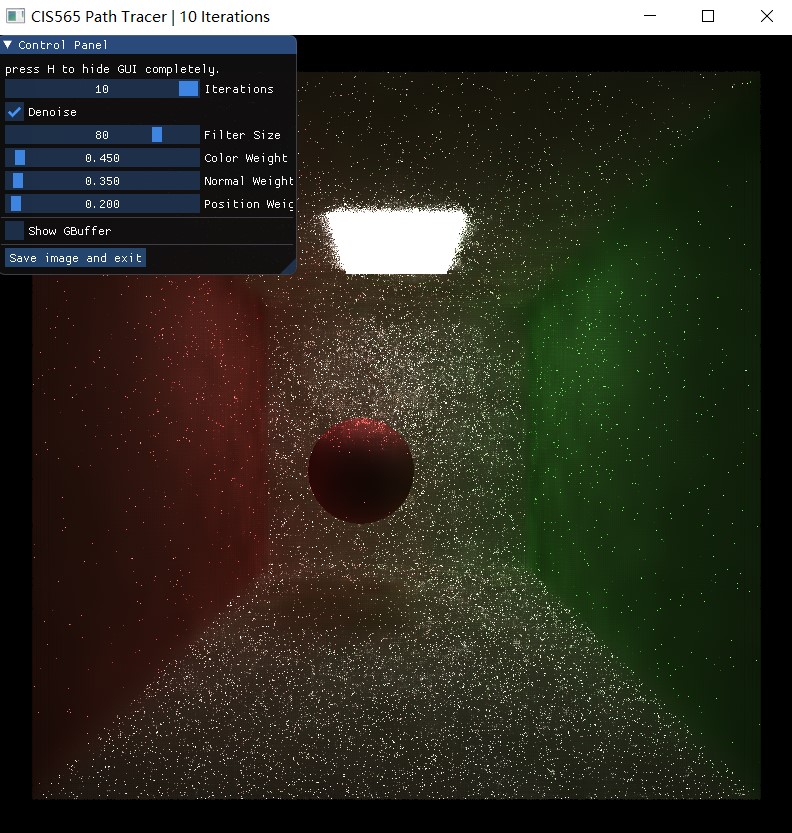 CIS565 Path Tracer | 10 Iterations
Control Panel
press H to hide GUI completely.
10 Iterations
Denoise
80 Filter Size
0.450 Color Weight
0.350 Normal Weight
0.200 Position Weig
Show GBuffer
Save image and exit